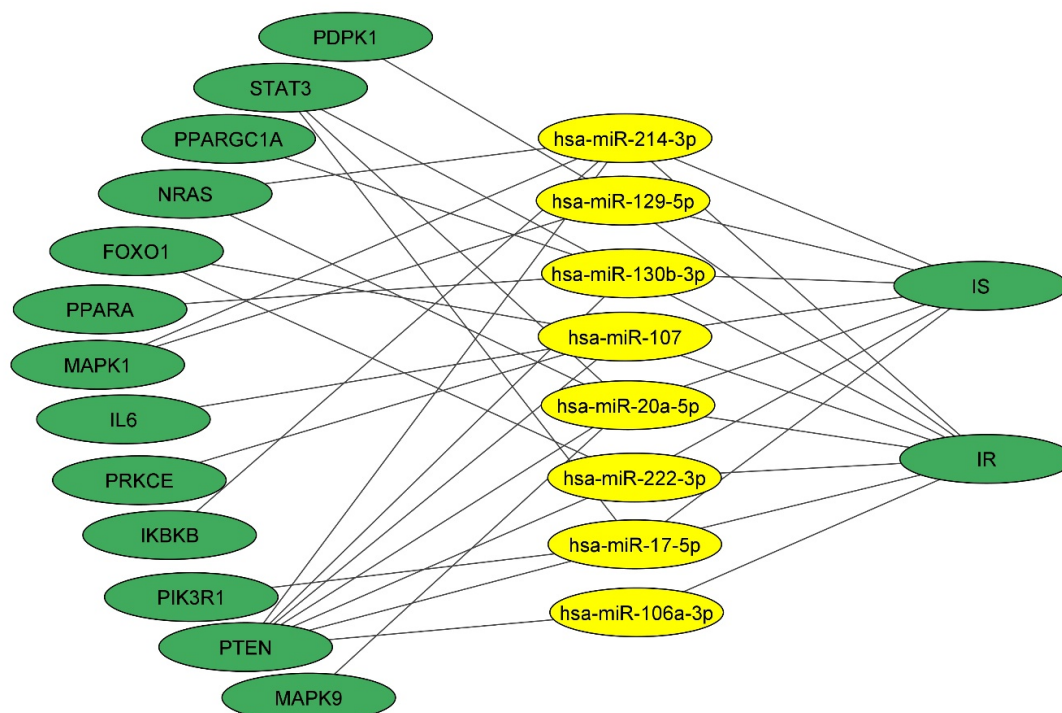 PDPK1
STAT3
PPARGC1A
NRAS
FOXO1
PPARA
MAPK1
IL6
PRKCE
IKBKB
PIK3R1
PTEN
MAPK9
hsa-miR-214-3p
hsa-miR-129-5p
hsa-miR-130b-3p
hsa-miR-107
hsa-miR-20a-5p
hsa-miR-222-3p
hsa-miR-17-5p
hsa-miR-106a-3p
IS
IR